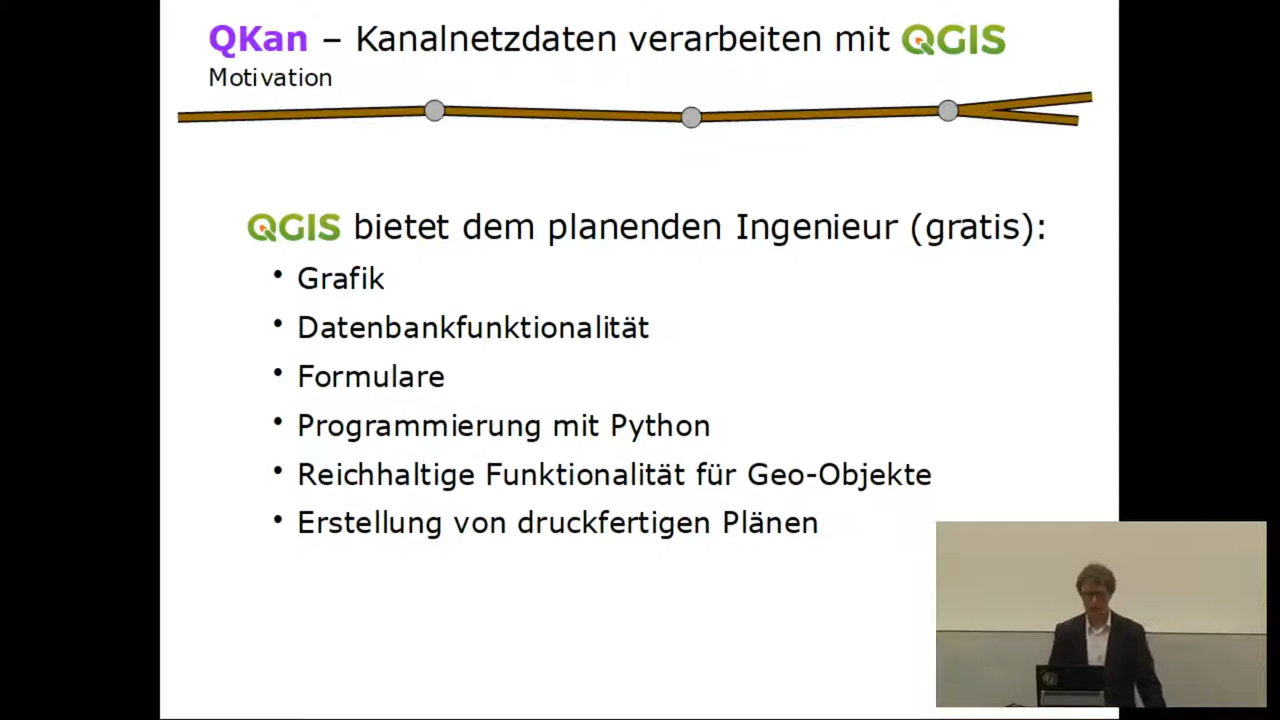 QKan – Kanalnetzdaten verarbeiten mit QGIS
Motivation
QGIS bietet dem planenden Ingenieur (gratis):
• Grafik
• Datenbankfunktionalität
• Formulare
• Programmierung mit Python
• Reichhaltige Funktionalität für Geo-Objekte
• Erstellung von druckfertigen Plänen